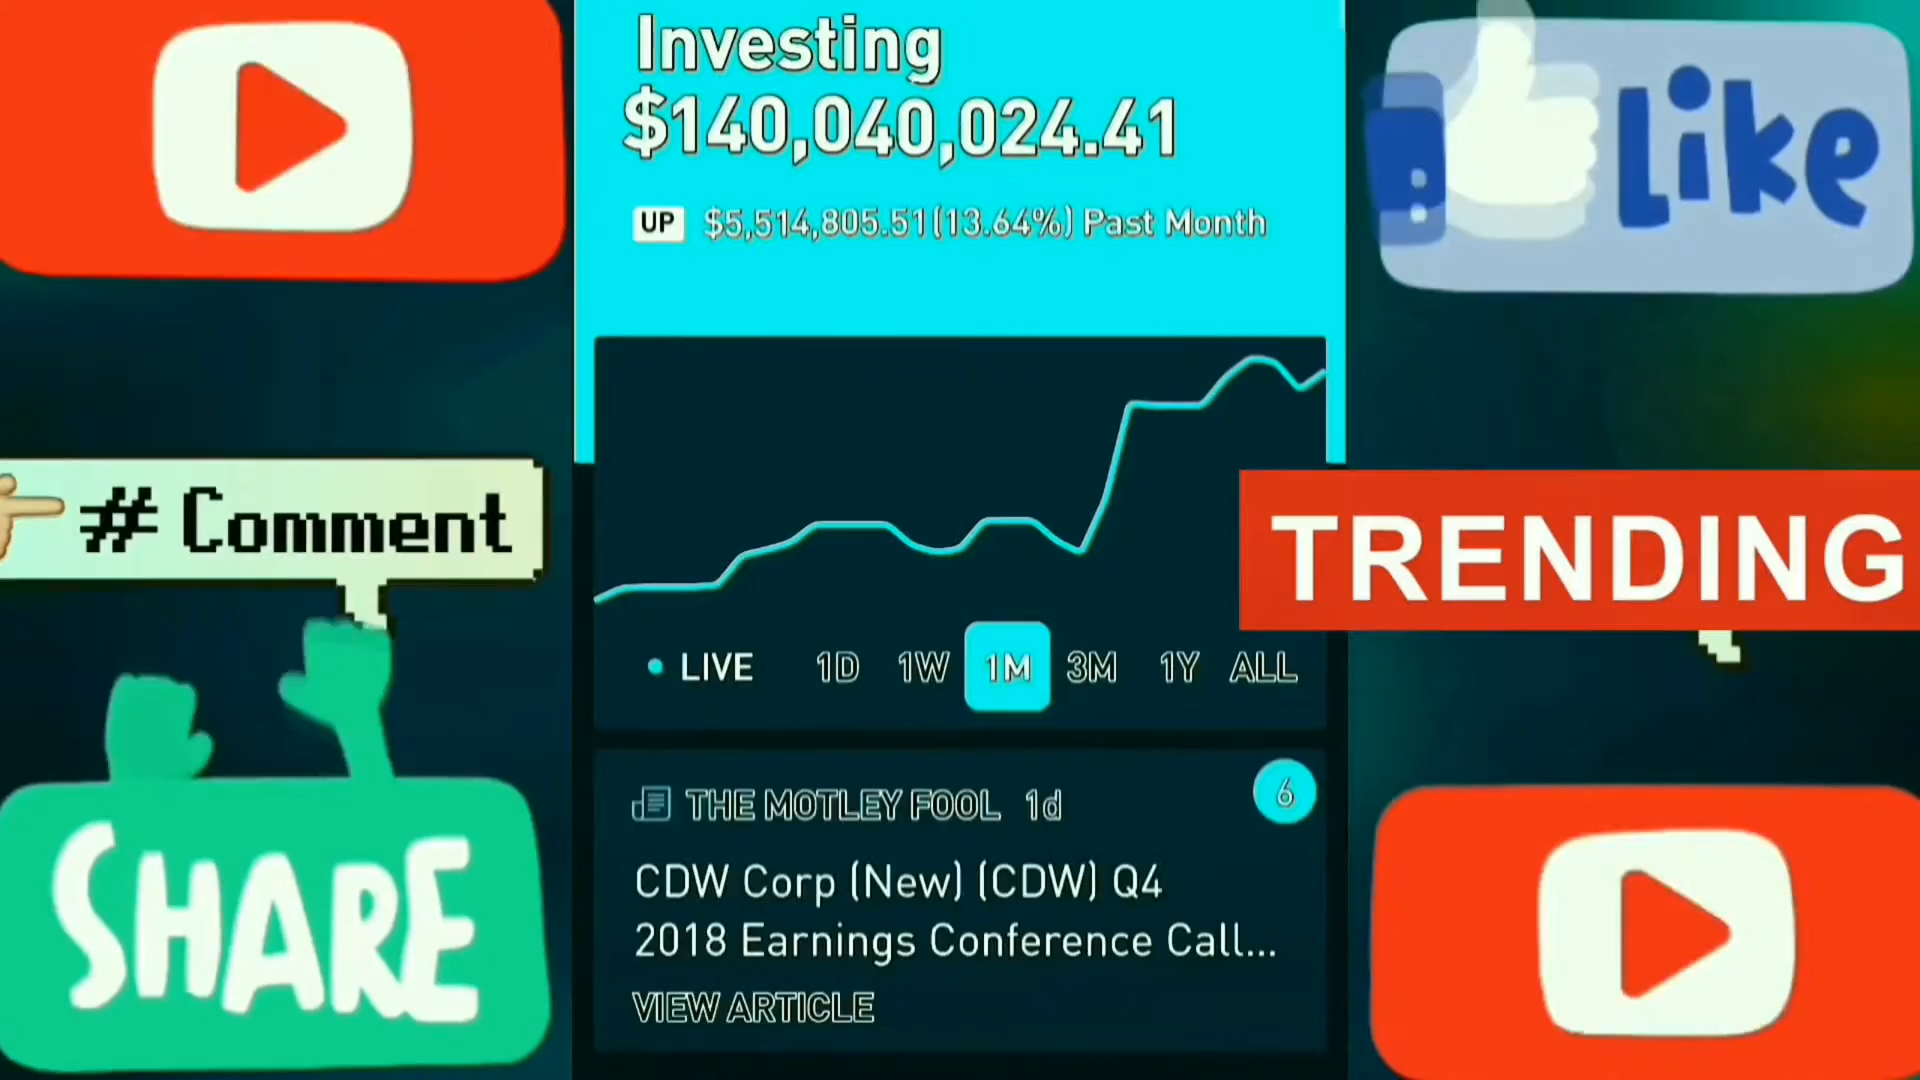 Investing
$140,040,024.41
UP $5,514,805.51(13.64%) Past Month
Like
# Comment
TRENDING
LIVE 1D 1W 1M 3M 1Y ALL
THE MOTLEY FOOL 1d 6
CDW Corp (New) (CDW) Q4
2018 Earnings Conference Call...
VIEW ARTICLE
SHARE